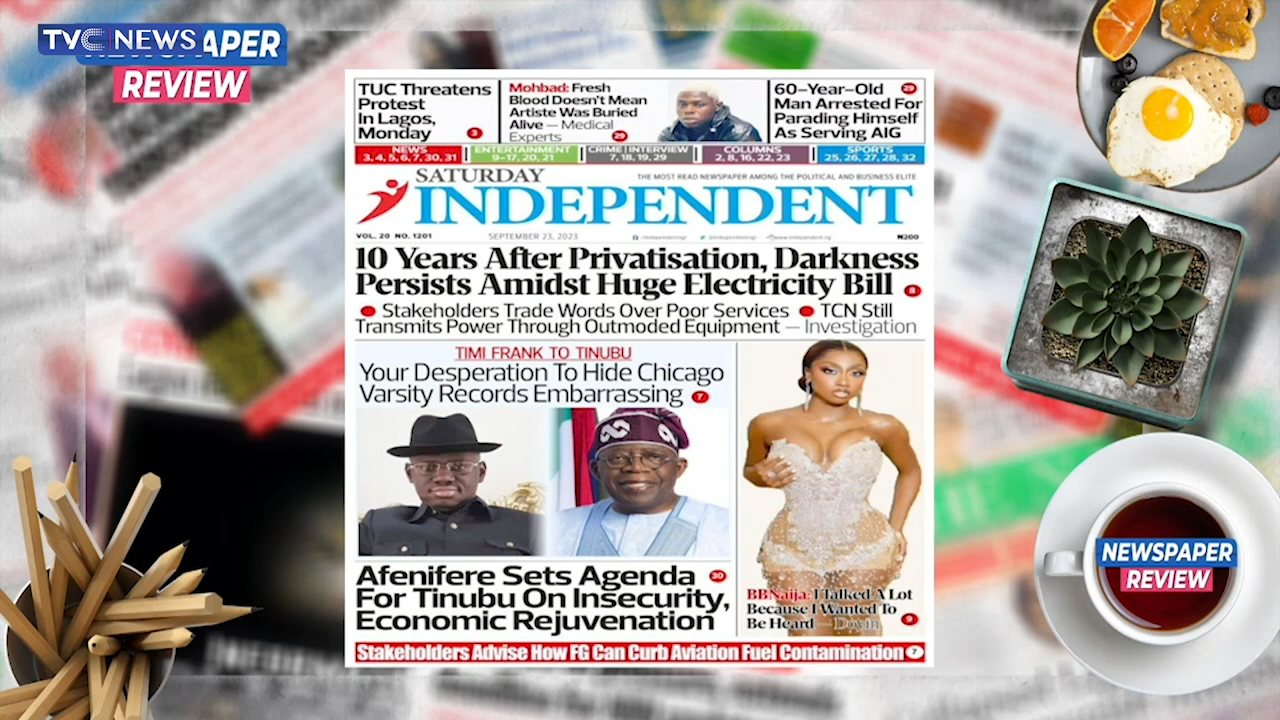 TVC NEWS
NEWSPAPER
REVIEW
TUC Threatens
Protest
In Lagos,
Monday
3
Mohbad: Fresh
Blood Doesn't Mean
Artiste Was Buried
Alive — Medical
Experts
29
60-Year-Old
Man Arrested For
Parading Himself
As Serving AIG
29
NEWS
3, 4, 5, 6, 7, 30, 31
ENTERTAINMENT
9-17, 20, 21
CRIME | INTERVIEW
7, 18, 19, 29
COLUMNS
2, 8, 16, 22, 23
SPORTS
25, 26, 27, 28, 32
SATURDAY
THE MOST READ NEWSPAPER AMONG THE POLITICAL AND BUSINESS ELITE
INDEPENDENT
VOL. 20 NO. 1201
SEPTEMBER 23, 2023
www.independent.ng
₦200
10 Years After Privatisation, Darkness
Persists Amidst Huge Electricity Bill
8
Stakeholders Trade Words Over Poor Services
TCN Still
Transmits Power Through Outmoded Equipment — Investigation
TIMI FRANK TO TINUBU
Your Desperation To Hide Chicago
Varsity Records Embarrassing
7
Afenifere Sets Agenda
For Tinubu On Insecurity,
Economic Rejuvenation
30
BBNaija: I Talked A Lot
Because I Wanted To
Be Heard — Doyin
9
Stakeholders Advise How FG Can Curb Aviation Fuel Contamination
7
NEWSPAPER
REVIEW